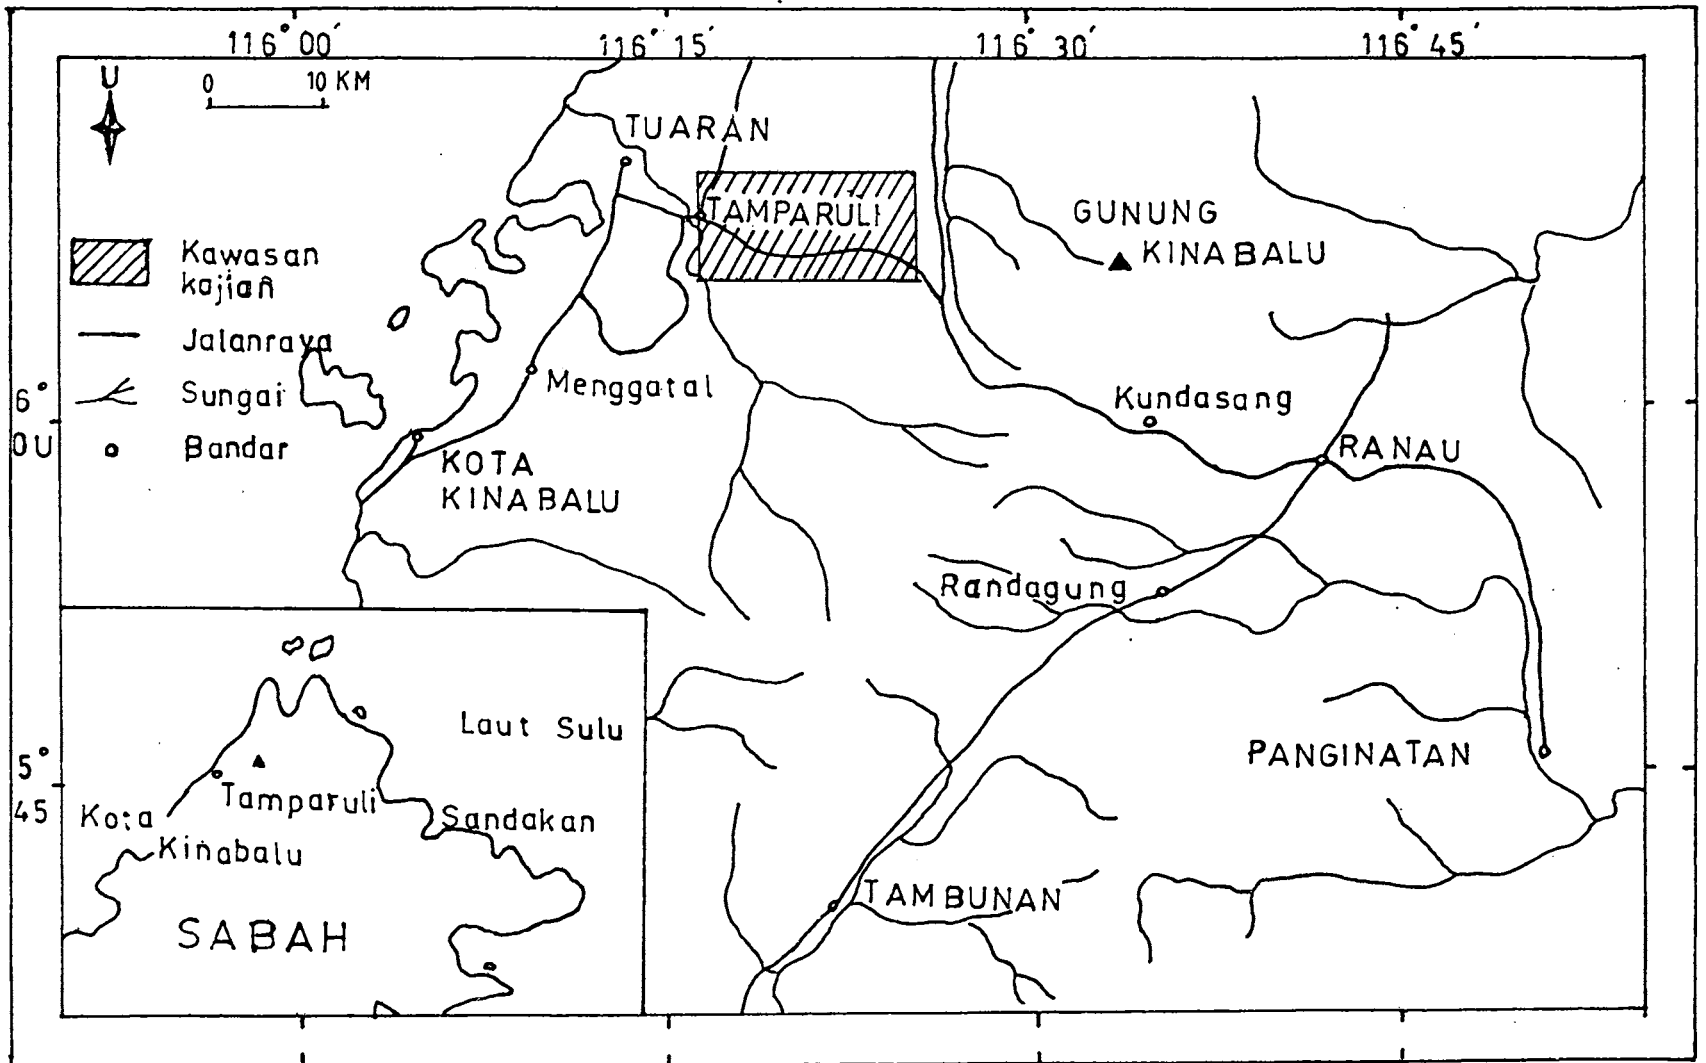 116° 00′
116° 15′
116° 30′
116° 45′
U
0 10 KM
TUARAN
TAMPARULI
GUNUNG
KINABALU
Kawasan
kajian
Jalanraya
Sungai
Bandar
6°
0 U
Menggatal
Kundasang
RANAU
KOTA
KINABALU
Randagung
Laut Sulu
PANGINATAN
5°
45
Tamparuli
Kota
Kinabalu
Sandakan
TAMBUNAN
SABAH